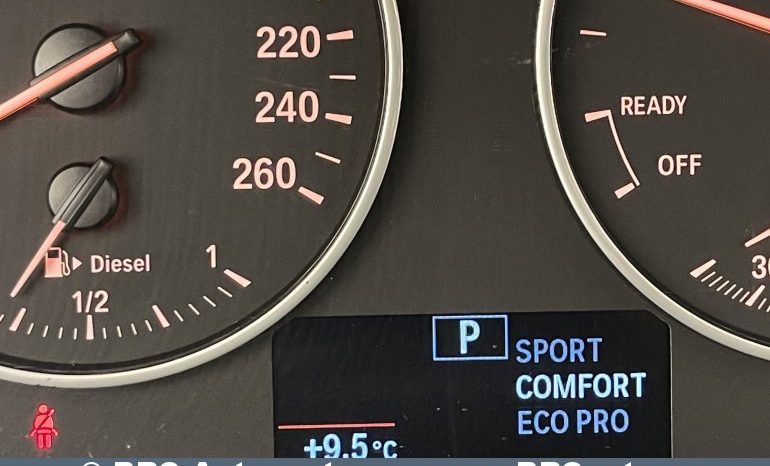 220
240
260
Diesel
1
1/2
READY
OFF
P
SPORT
COMFORT
ECO PRO
+9.5°C